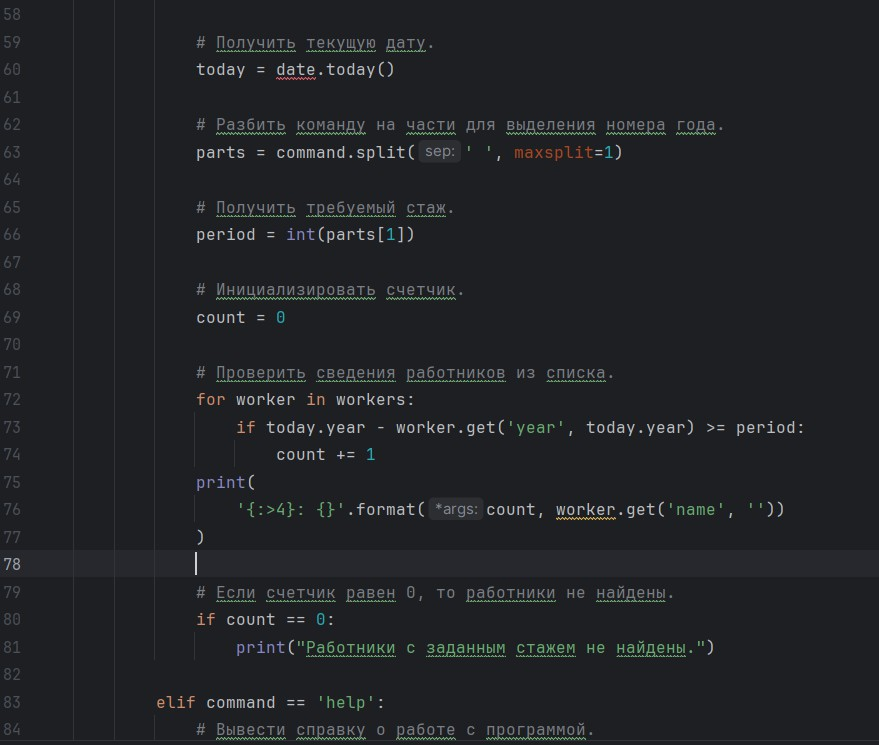 58
59 # Получить текущую дату.
60 today = date.today()
61
62 # Разбить команду на части для выделения номера года.
63 parts = command.split( sep: ' ', maxsplit=1)
64
65 # Получить требуемый стаж.
66 period = int(parts[1])
67
68 # Инициализировать счетчик.
69 count = 0
70
71 # Проверить сведения работников из списка.
72 for worker in workers:
73 if today.year - worker.get('year', today.year) >= period:
74 count += 1
75 print(
76 '{:>4}: {}'.format( *args: count, worker.get('name', ''))
77 )
78
79 # Если счетчик равен 0, то работники не найдены.
80 if count == 0:
81 print("Работники с заданным стажем не найдены.")
82
83 elif command == 'help':
84 # Вывести справку о работе с программой.